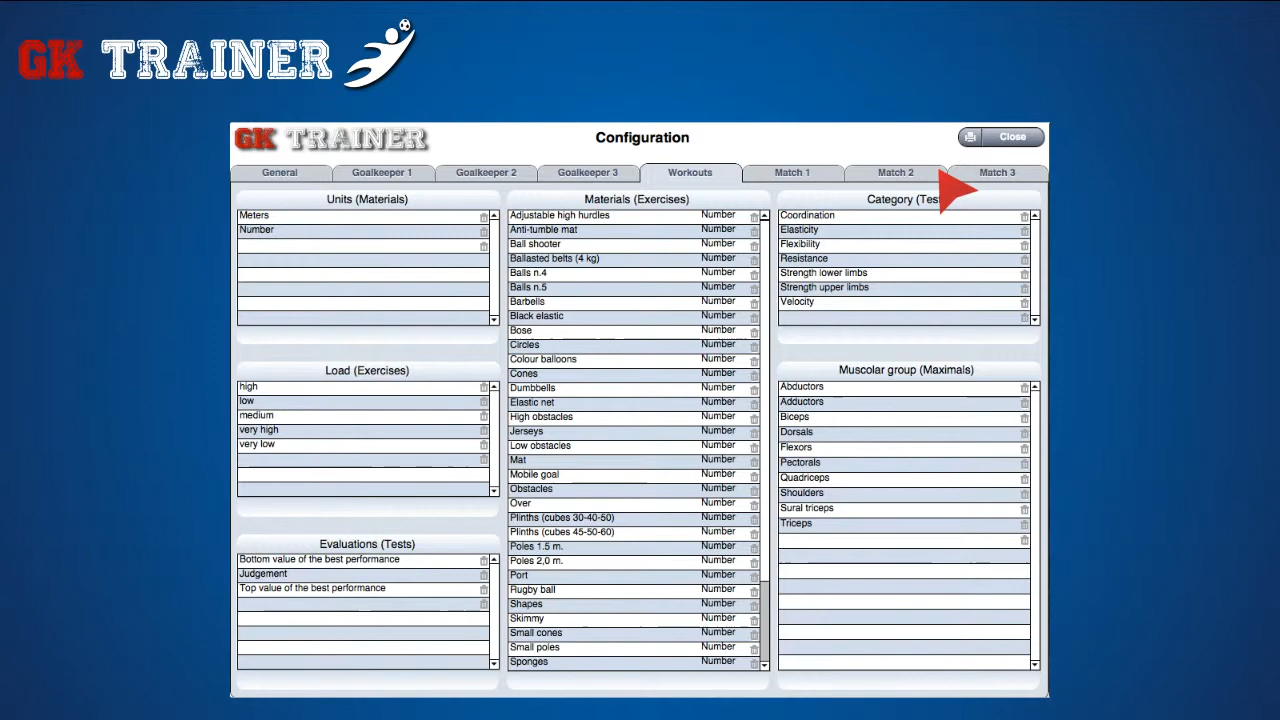 GK TRAINER
GK TRAINER
Configuration
Close
General
Goalkeeper 1
Goalkeeper 2
Goalkeeper 3
Workouts
Match 1
Match 2
Match 3
Units (Materials)
Meters
Number
Load (Exercises)
high
low
medium
very high
very low
Evaluations (Tests)
Bottom value of the best performance
Judgement
Top value of the best performance
Materials (Exercises)
Adjustable high hurdles Number
Anti-tumble mat Number
Ball shooter Number
Ballasted belts (4 kg) Number
Balls n.4 Number
Balls n.5 Number
Barbells Number
Black elastic Number
Bose Number
Circles Number
Colour balloons Number
Cones Number
Dumbbells Number
Elastic net Number
High obstacles Number
Jerseys Number
Low obstacles Number
Mat Number
Mobile goal Number
Obstacles Number
Over Number
Plinths (cubes 30-40-50) Number
Plinths (cubes 45-50-60) Number
Poles 1.5 m. Number
Poles 2,0 m. Number
Port Number
Rugby ball Number
Shapes Number
Skimmy Number
Small cones Number
Small poles Number
Sponges Number
Category (Tes
Coordination
Elasticity
Flexibility
Resistance
Strength lower limbs
Strength upper limbs
Velocity
Muscolar group (Maximals)
Abductors
Adductors
Biceps
Dorsals
Flexors
Pectorals
Quadriceps
Shoulders
Sural triceps
Triceps